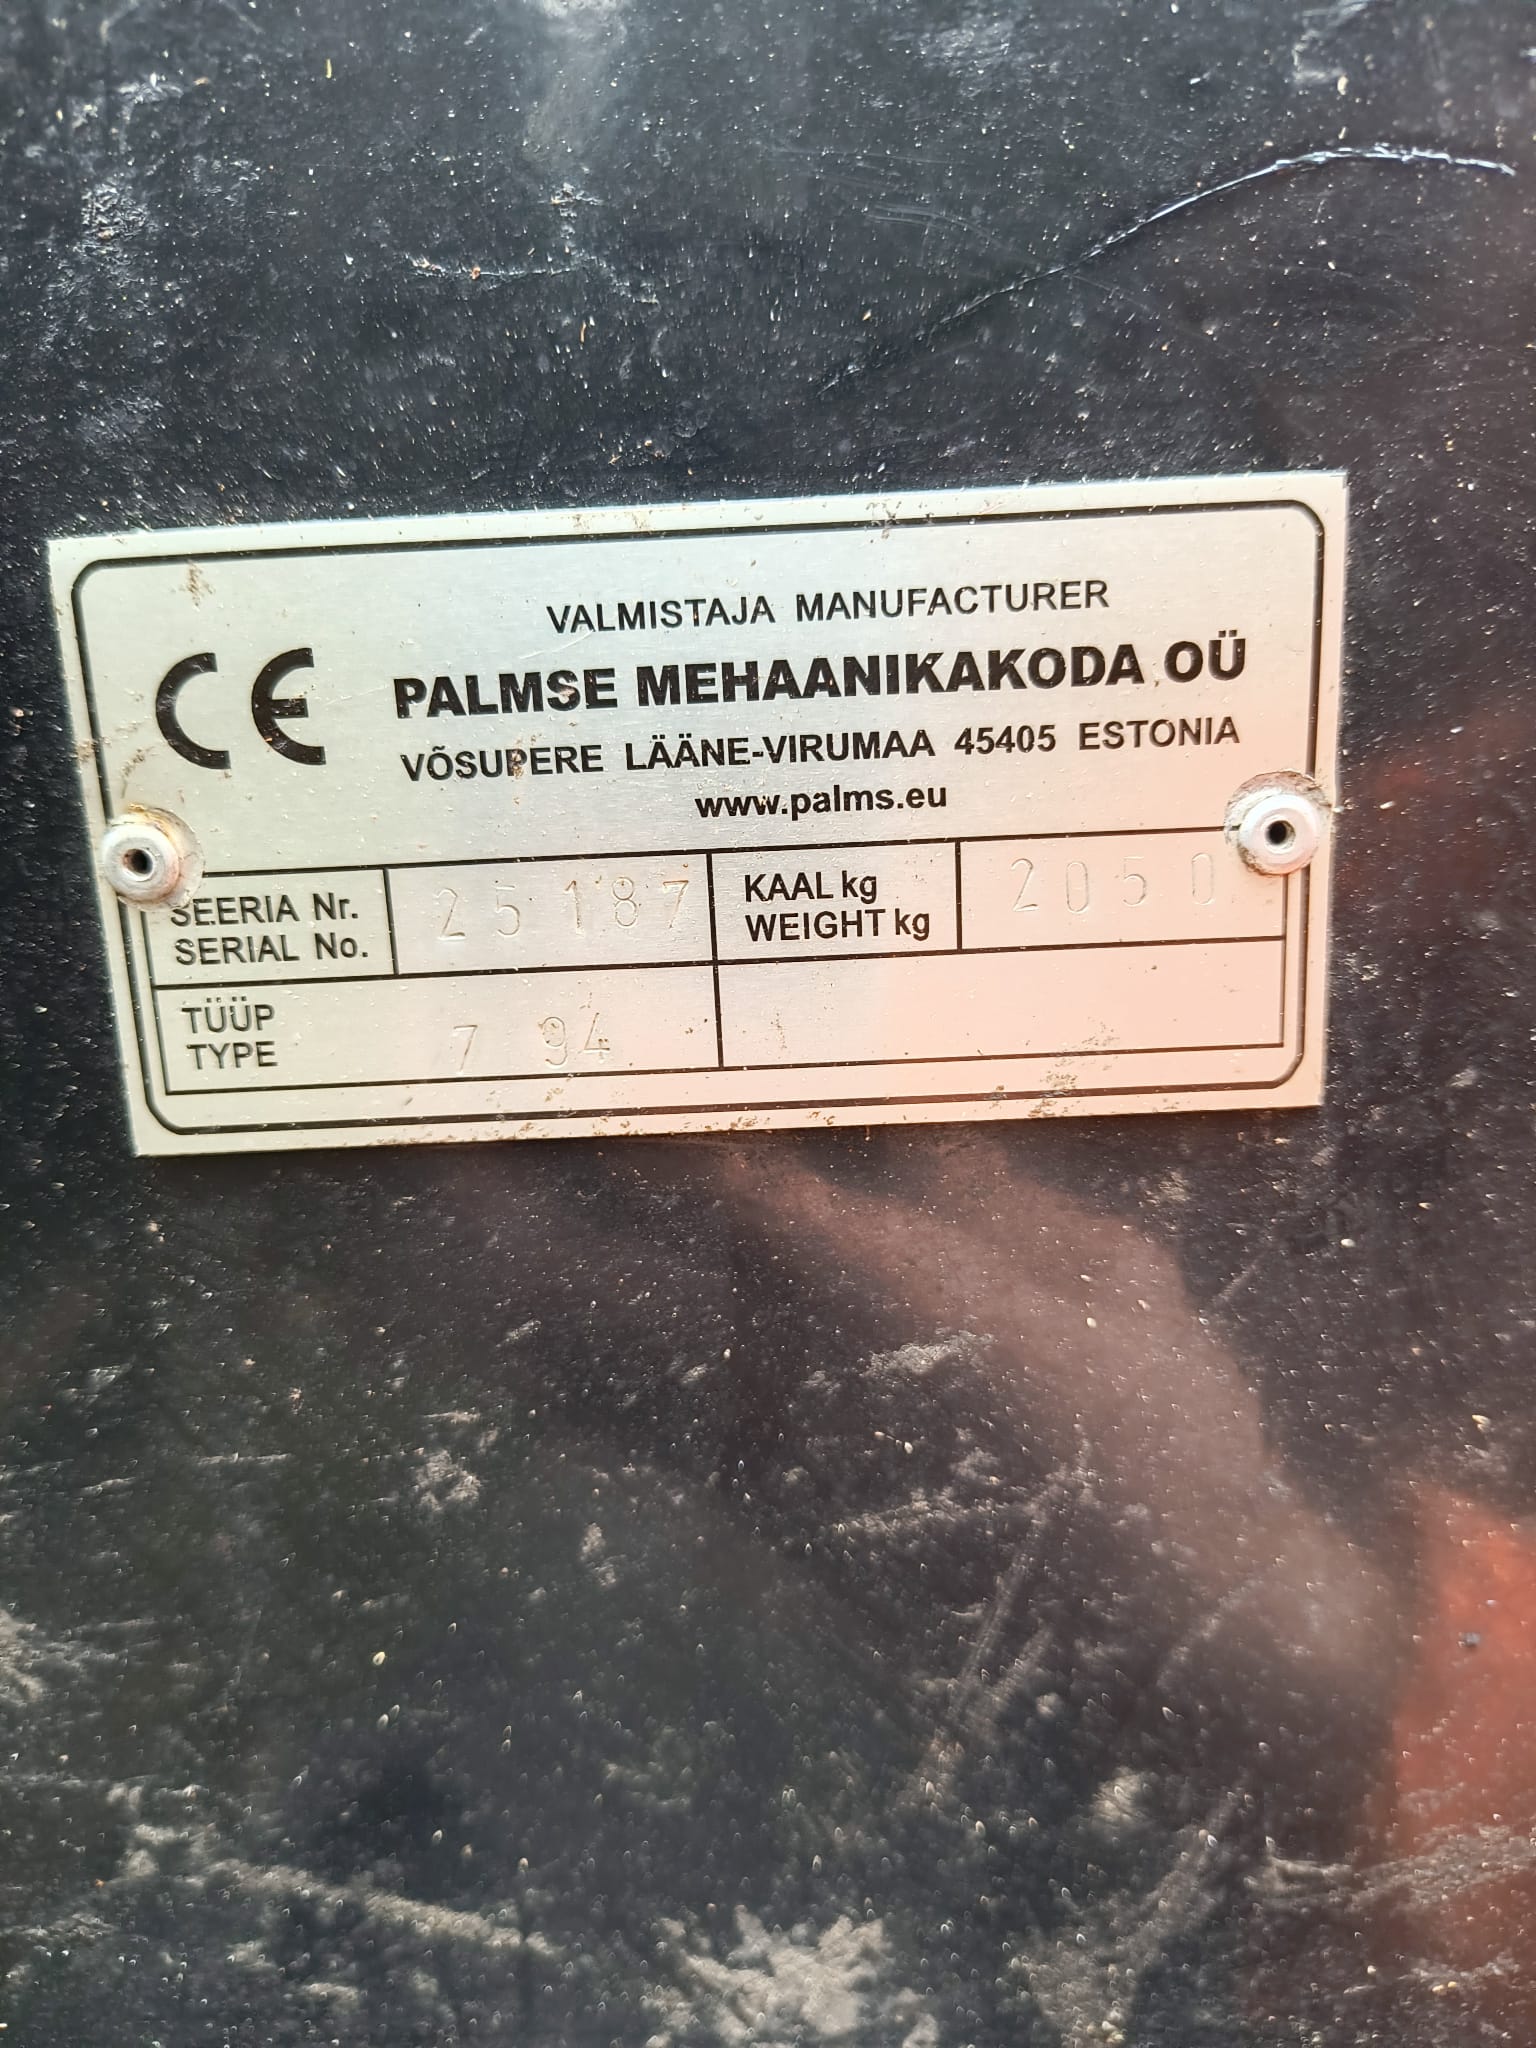 VALMISTAJA MANUFACTURER
CE
PALMSE MEHAANIKAKODA OÜ
VÕSUPERE LÄÄNE-VIRUMAA 45405 ESTONIA
www.palms.eu
SEERIA Nr. 25187 KAAL kg 2050
SERIAL No. WEIGHT kg
TÜÜP 7 94
TYPE